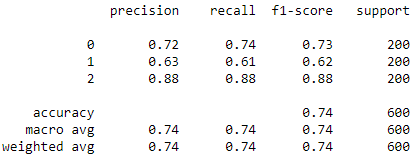 precision recall f1-score support
0 0.72 0.74 0.73 200
1 0.63 0.61 0.62 200
2 0.88 0.88 0.88 200
accuracy 0.74 600
macro avg 0.74 0.74 0.74 600
weighted avg 0.74 0.74 0.74 600